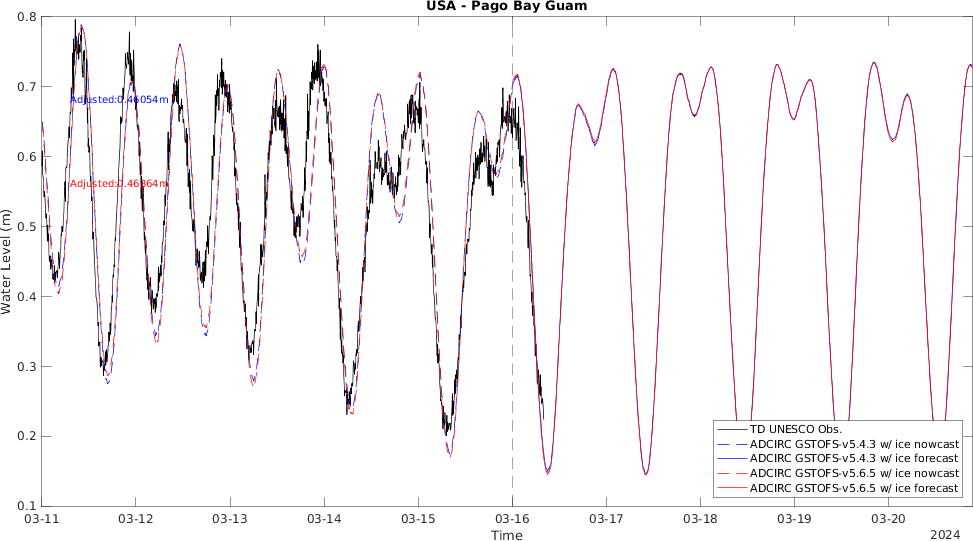 USA - Pago Bay Guam
0.8
0.7
0.6
0.5
0.4
0.3
0.2
0.1
Water Level (m)
Adjusted:0.46054m
Adjusted:0.46864m
TD UNESCO Obs.
ADCIRC GSTOFS-v5.4.3 w/ ice nowcast
ADCIRC GSTOFS-v5.4.3 w/ ice forecast
ADCIRC GSTOFS-v5.6.5 w/ ice nowcast
ADCIRC GSTOFS-v5.6.5 w/ ice forecast
03-11 03-12 03-13 03-14 03-15 03-16 03-17 03-18 03-19 03-20
Time
2024